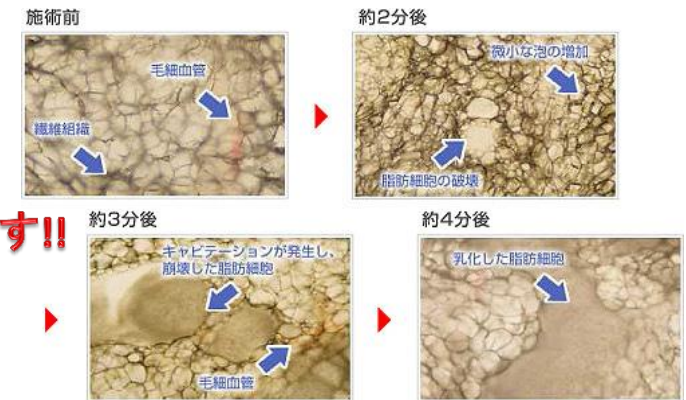 施術前
毛細血管
繊維組織
約2分後
微小な泡の増加
脂肪細胞の破壊
す!!
約3分後
キャビテーションが発生し、
崩壊した脂肪細胞
毛細血管
約4分後
乳化した脂肪細胞